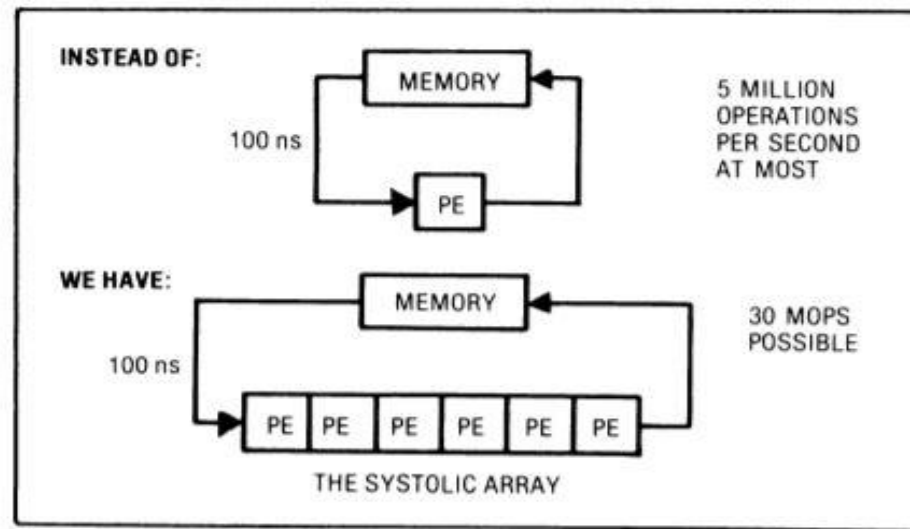 INSTEAD OF:
MEMORY
100 ns
PE
5 MILLION
OPERATIONS
PER SECOND
AT MOST
WE HAVE:
MEMORY
100 ns
PE PE PE PE PE PE
30 MOPS
POSSIBLE
THE SYSTOLIC ARRAY